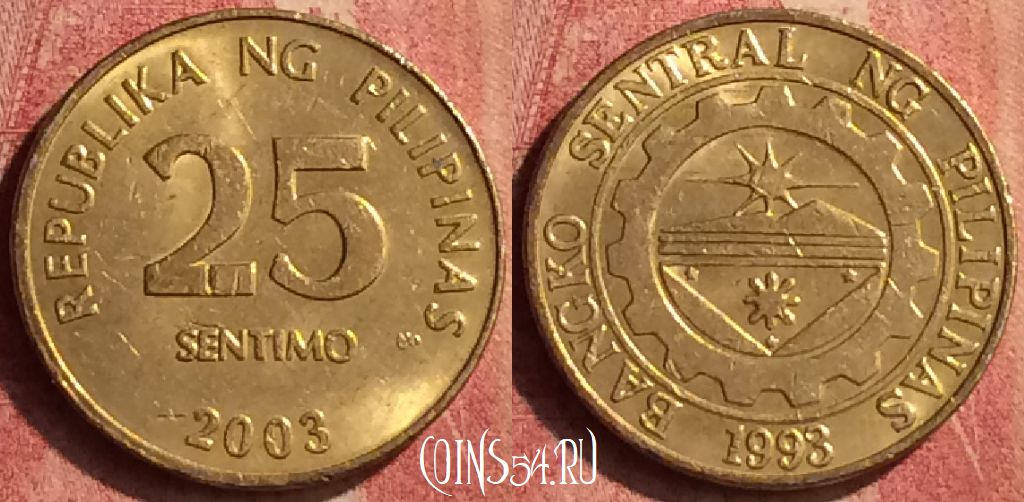 REPUBLIKA NG PILIPINAS
25
SENTIMO
2003
BANGKO SENTRAL NG PILIPINAS
1993
COINS54.RU